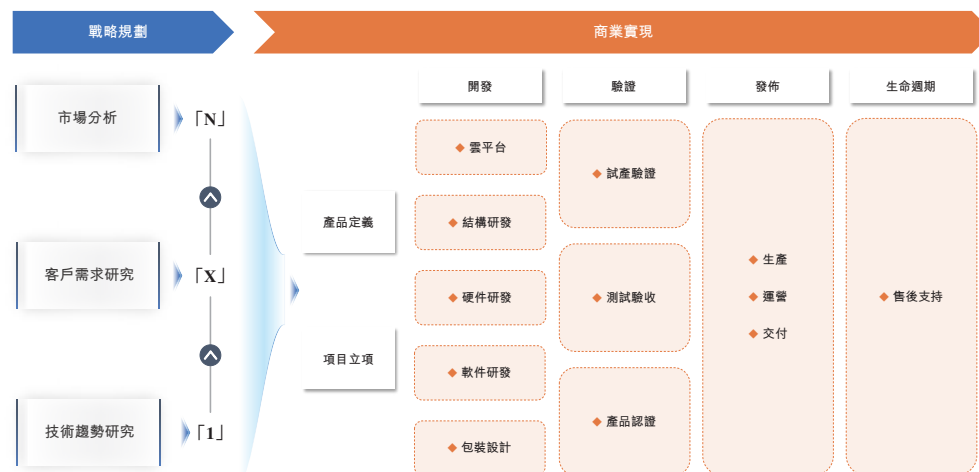 戰略規劃
商業實現
市場分析
「N」
客戶需求研究
「X」
技術趨勢研究
「1」
產品定義
項目立項
開發
雲平台
結構研發
硬件研發
軟件研發
包裝設計
驗證
試產驗證
測試驗收
產品認證
發佈
生產
運營
交付
生命週期
售後支持